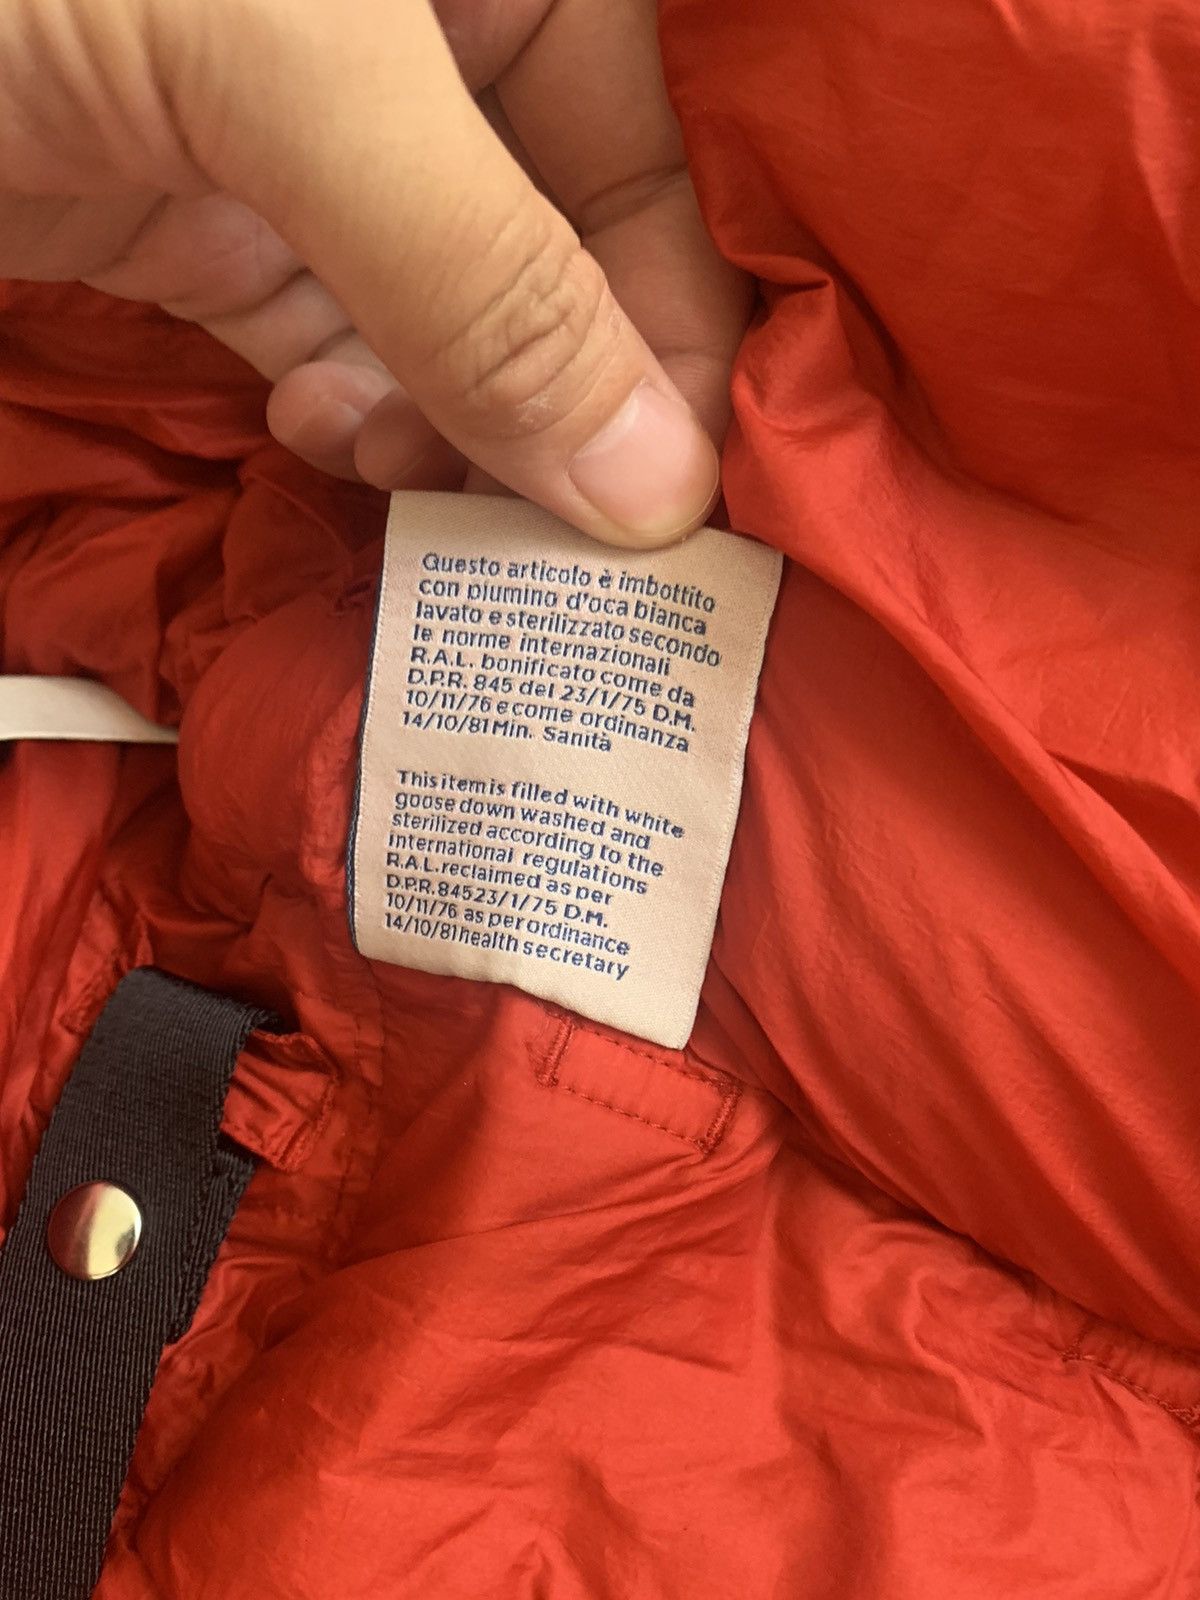 Questo articolo è imbottito
con piumino d'oca bianca
lavato e sterilizzato secondo
le norme internazionali
R.A.L. bonificato come da
D.P.R. 845 del 23/1/75 D.M.
10/11/76 e come ordinanza
14/10/81 Min. Sanità
This item is filled with white
goose down washed and
sterilized according to the
international regulations
R.A.L. reclaimed as per
D.P.R. 845 23/1/75 D.M.
10/11/76 as per ordinance
14/10/81 health secretary